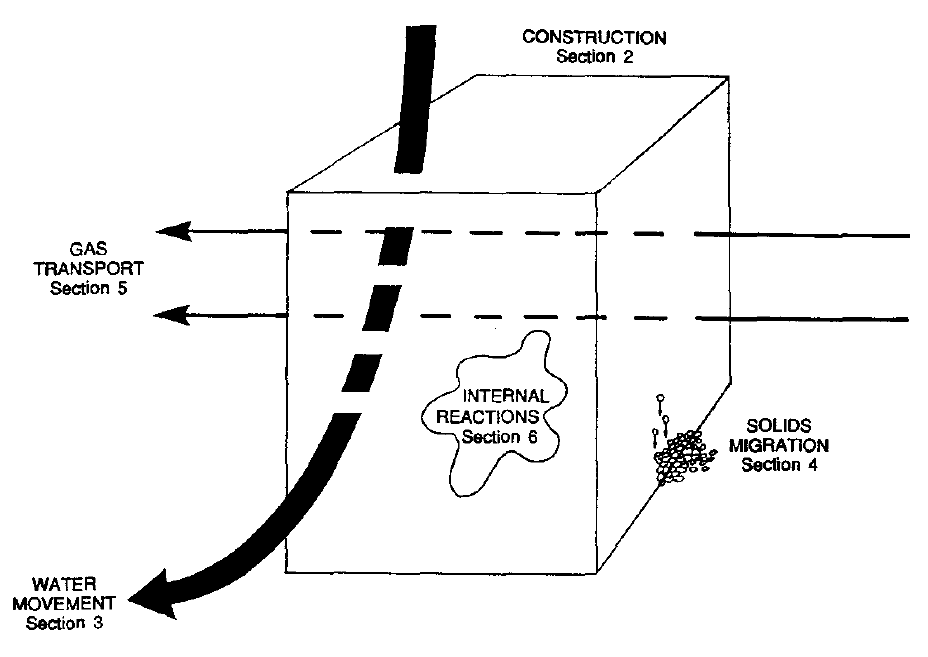 CONSTRUCTION
Section 2
GAS
TRANSPORT
Section 5
INTERNAL
REACTIONS
Section 6
SOLIDS
MIGRATION
Section 4
WATER
MOVEMENT
Section 3